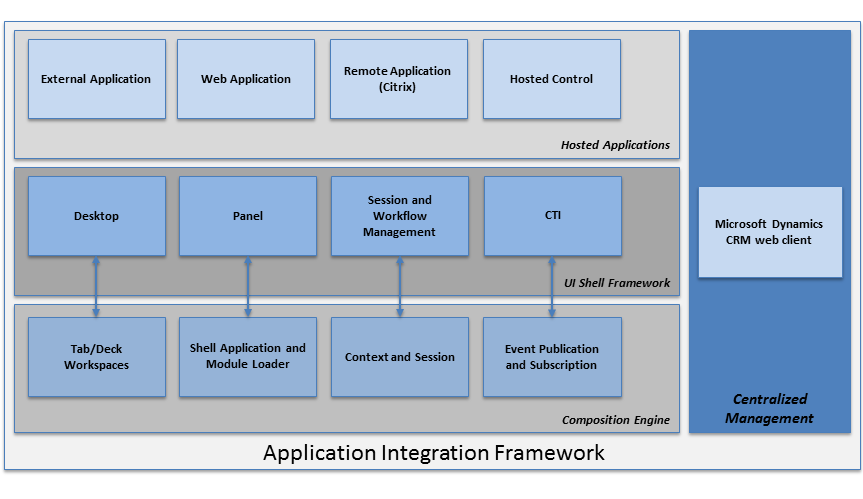 External Application
Web Application
Remote Application
(Citrix)
Hosted Control
Hosted Applications
Desktop
Panel
Session and
Workflow
Management
CTI
UI Shell Framework
Tab/Deck
Workspaces
Shell Application and
Module Loader
Context and Session
Event Publication
and Subscription
Composition Engine
Microsoft Dynamics
CRM web client
Centralized
Management
Application Integration Framework